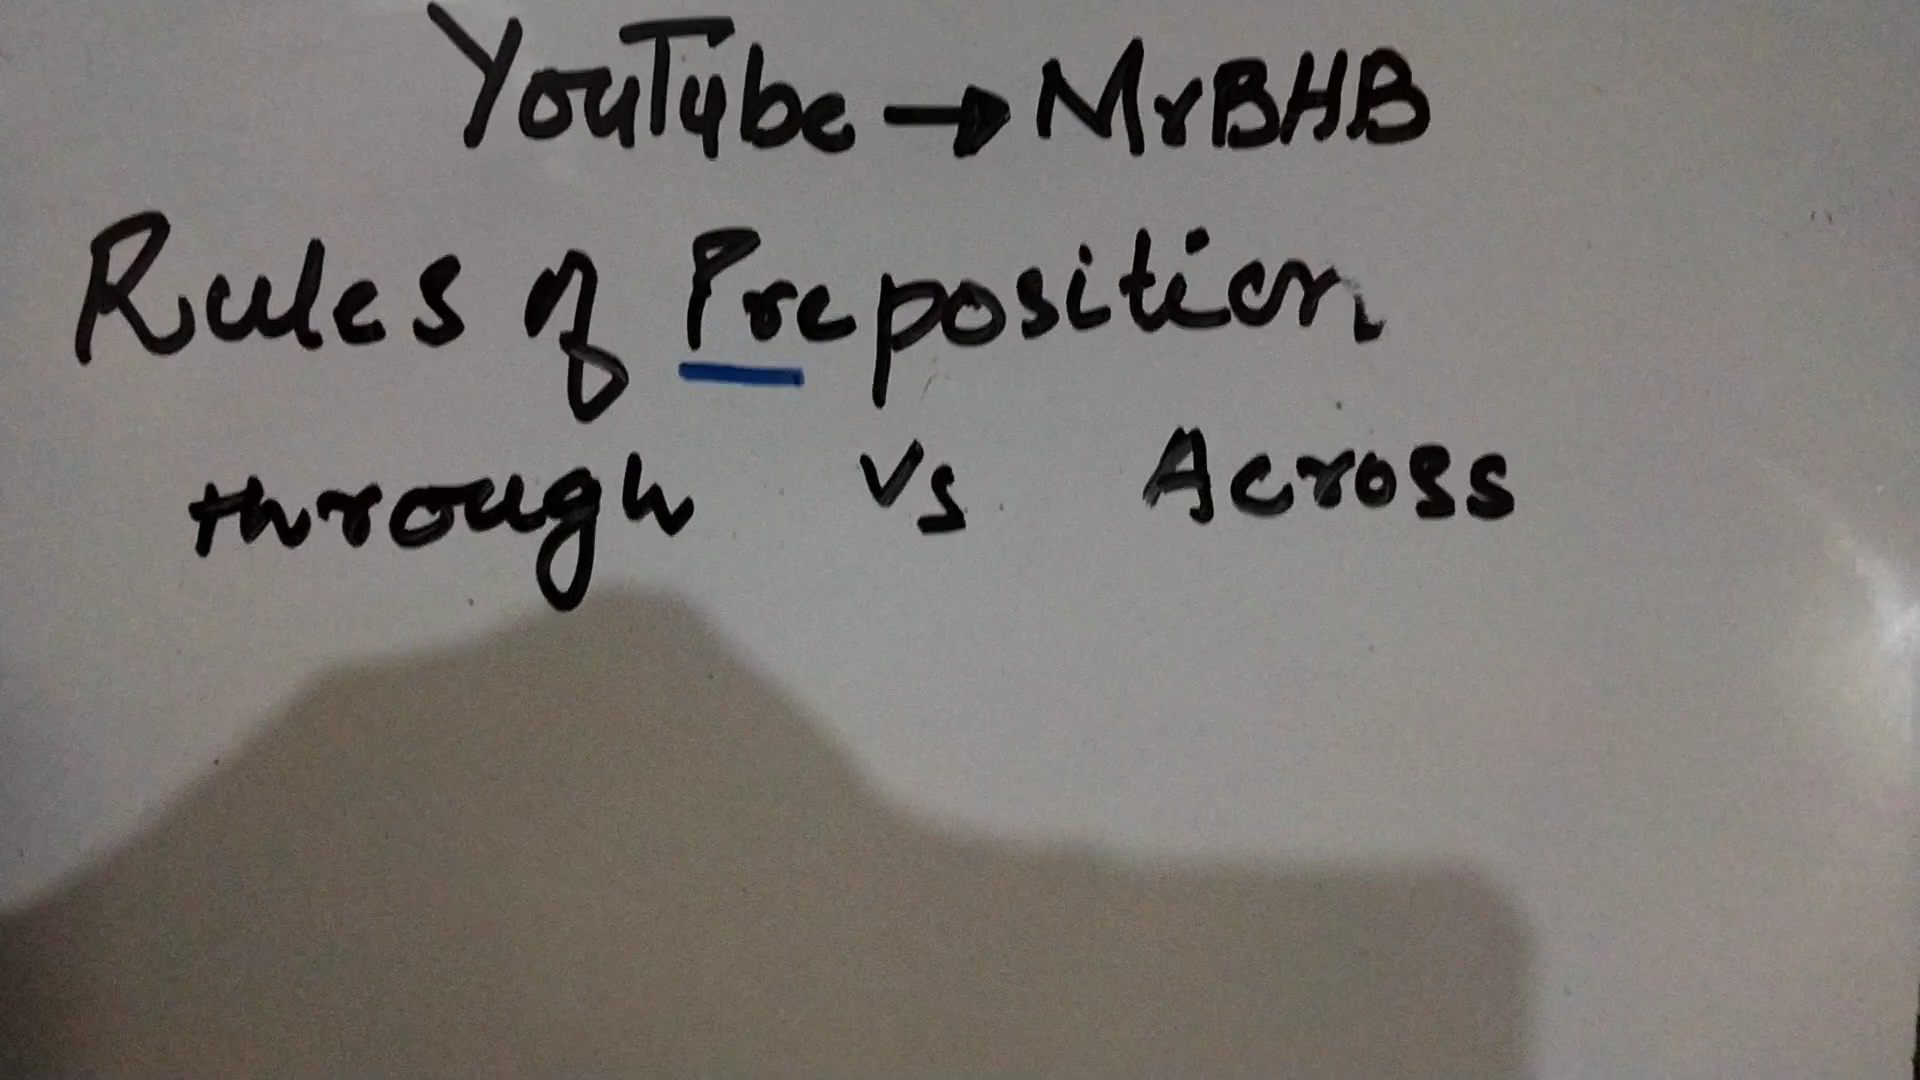 YouTube → MrBHB
Rules of Preposition
through vs Across